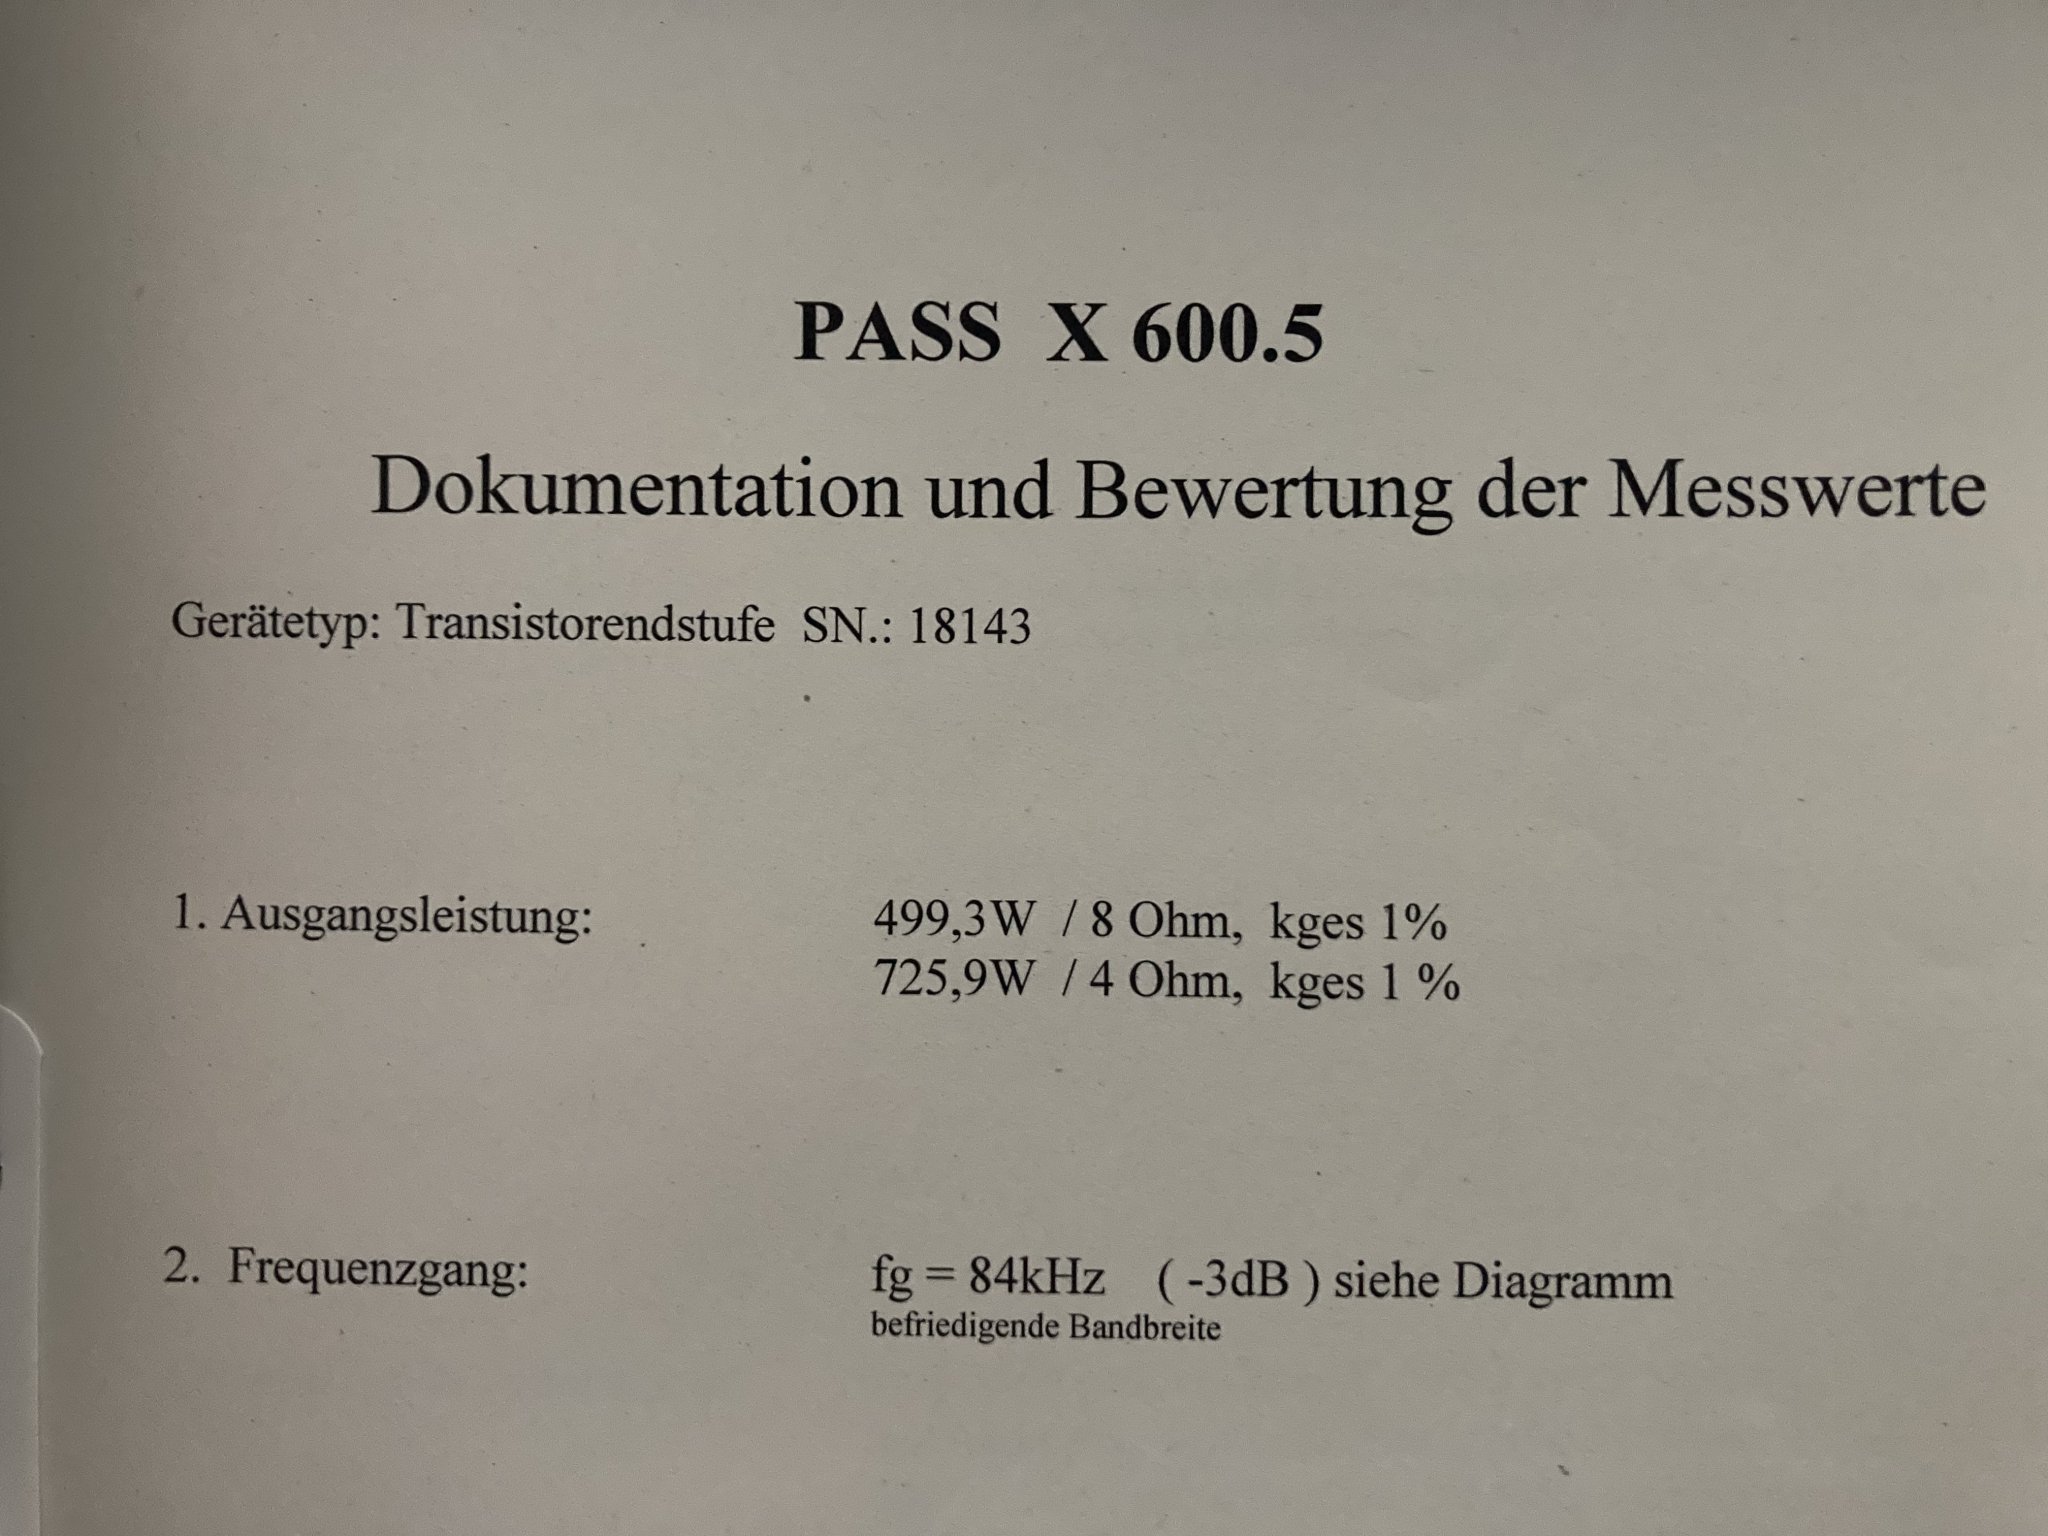 PASS X 600.5
Dokumentation und Bewertung der Messwerte
Gerätetyp: Transistorendstufe SN.: 18143
1. Ausgangsleistung: 499,3W / 8 Ohm, kges 1%
725,9W / 4 Ohm, kges 1 %
2. Frequenzgang: fg = 84kHz ( -3dB ) siehe Diagramm
befriedigende Bandbreite